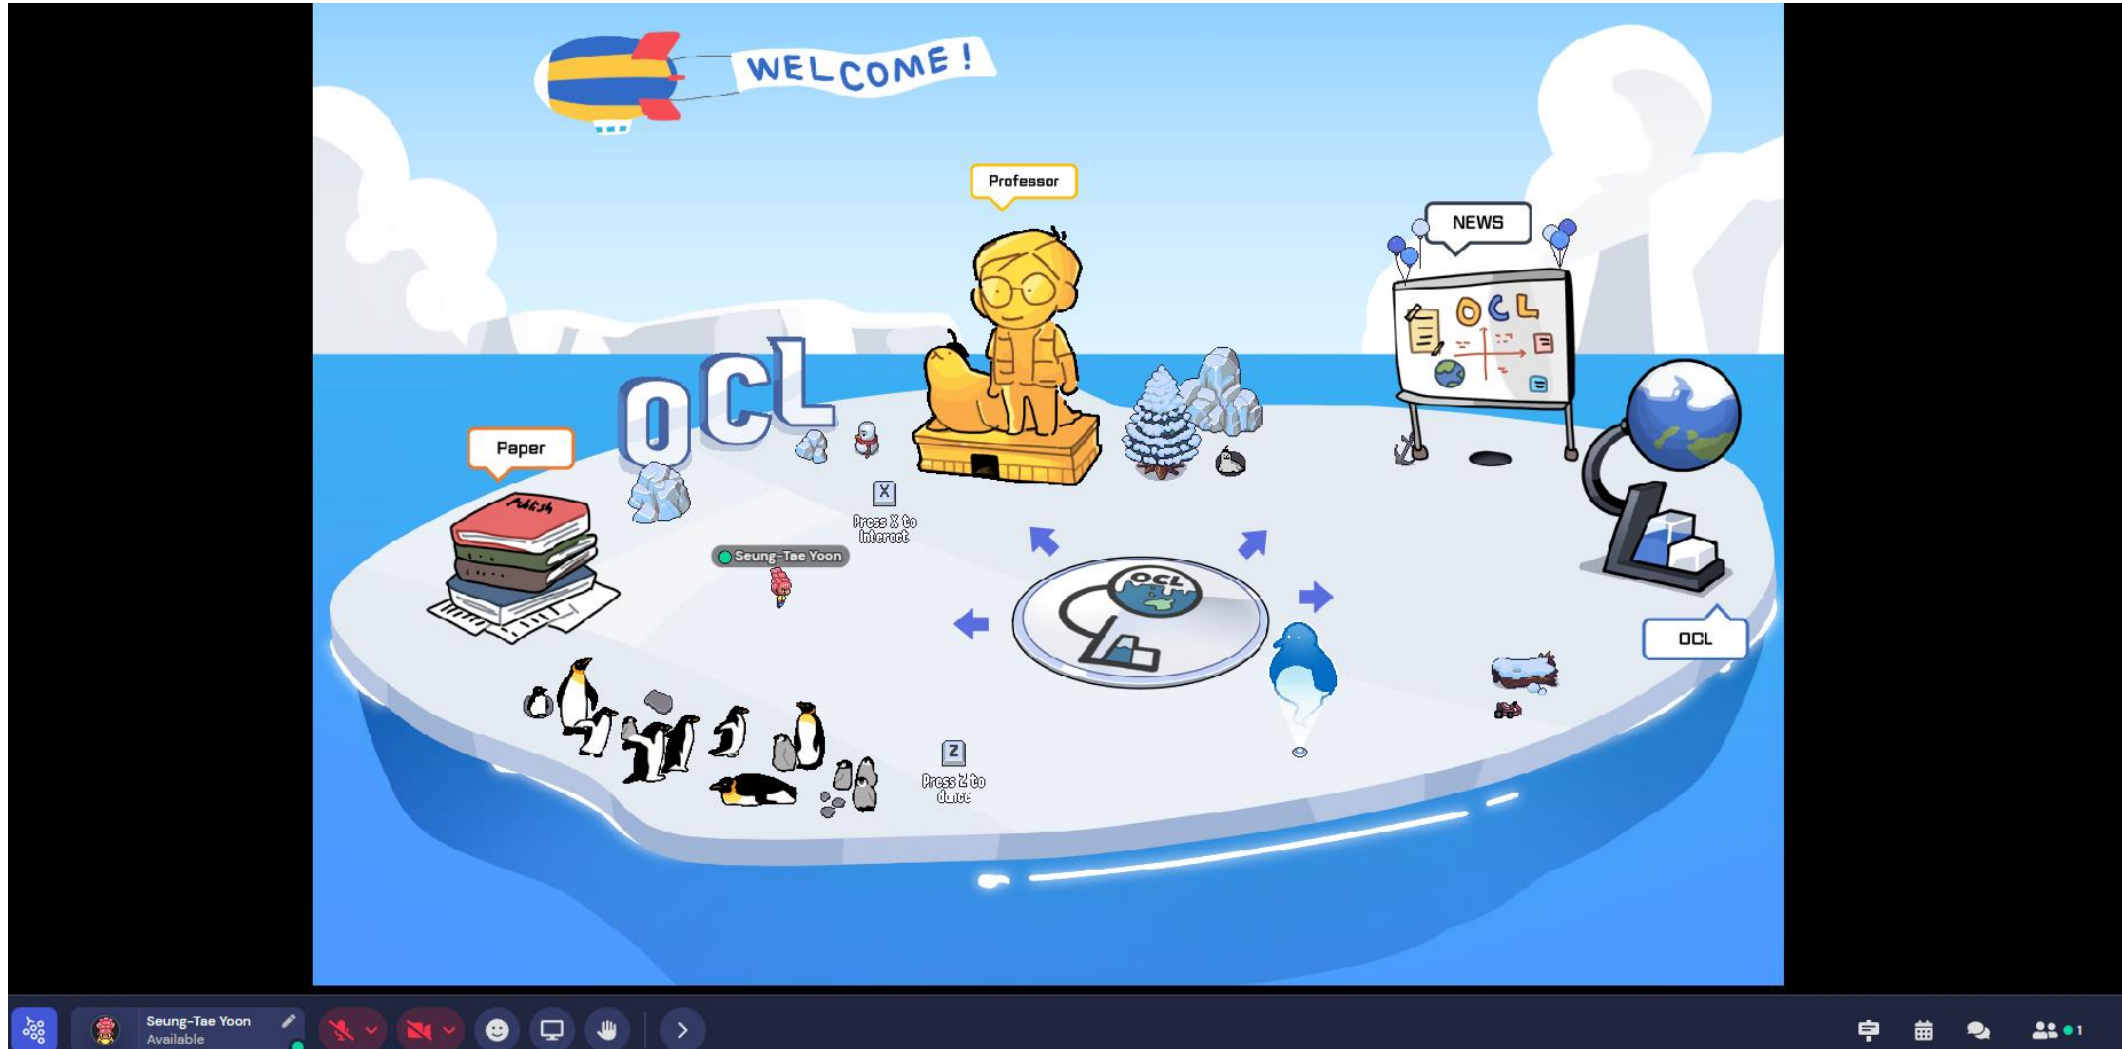 WELCOME!
Professor
NEWS
OCL
OCL
Paper
Publish
X
Press X to
Interact
Seung-Tae Yoon
OCL
OCL
Z
Press Z to
dance
Seung-Tae Yoon
Available
1